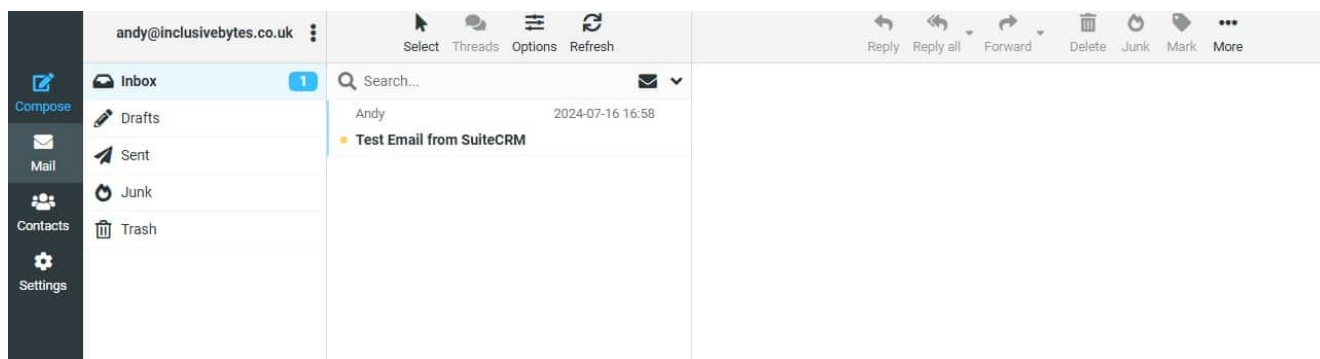 andy@inclusivebytes.co.uk
Select Threads Options Refresh
Reply Reply all Forward Delete Junk Mark More
Compose
Mail
Contacts
Settings
Inbox 1
Drafts
Sent
Junk
Trash
Search...
Andy 2024-07-16 16:58
Test Email from SuiteCRM